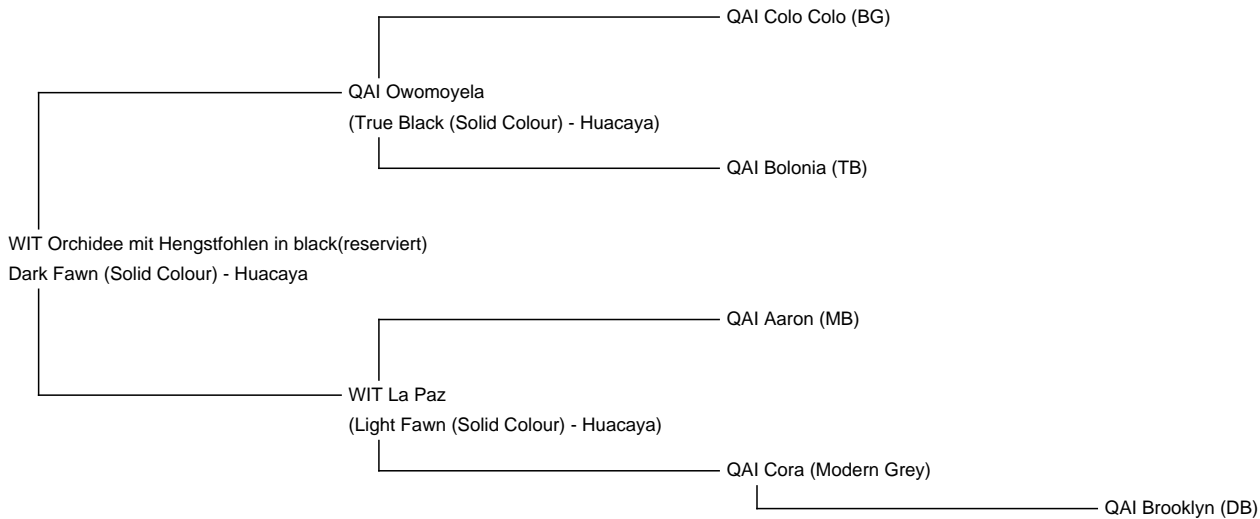 QAI Colo Colo (BG)
QAI Owomoyela
(True Black (Solid Colour) - Huacaya)
QAI Bolonia (TB)
WIT Orchidee mit Hengstfohlen in black(reserviert)
Dark Fawn (Solid Colour) - Huacaya
QAI Aaron (MB)
WIT La Paz
(Light Fawn (Solid Colour) - Huacaya)
QAI Cora (Modern Grey)
QAI Brooklyn (DB)